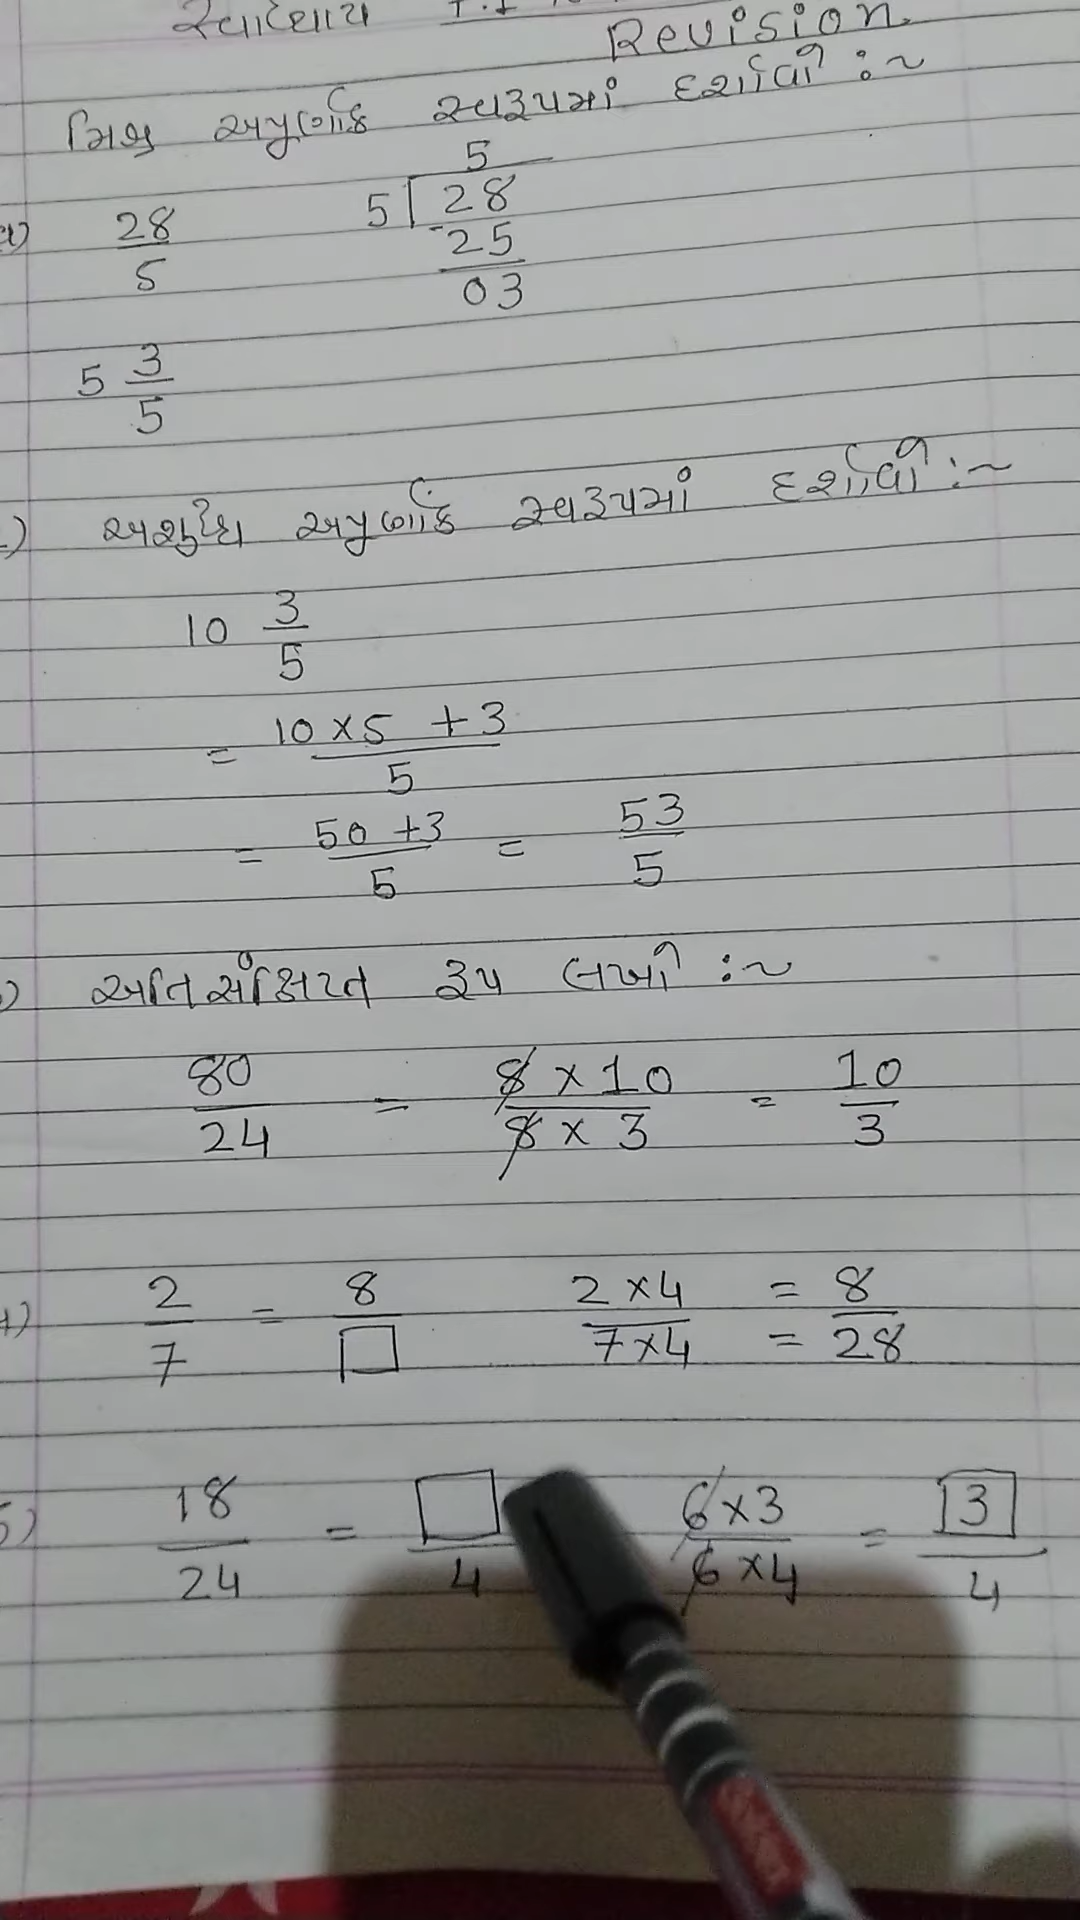 સ્વાધ્યાય 7.1
Revision
મિશ્ર અપૂર્ણાંક સ્વરૂપમાં દર્શાવો :~
28/5
5
5 28
-25
03
5 3/5
અશુદ્ધ અપૂર્ણાંક સ્વરૂપમાં દર્શાવો :~
10 3/5
= 10 × 5 + 3 / 5
= 50 + 3 / 5 = 53/5
અતિસંક્ષિપ્ત રૂપ લખો :~
80/24 = 8 × 10 / 8 × 3 = 10/3
2/7 = 8/□ 2 × 4 / 7 × 4 = 8/28
5) 18/24 = □/4 6 × 3 / 6 × 4 = 3/4